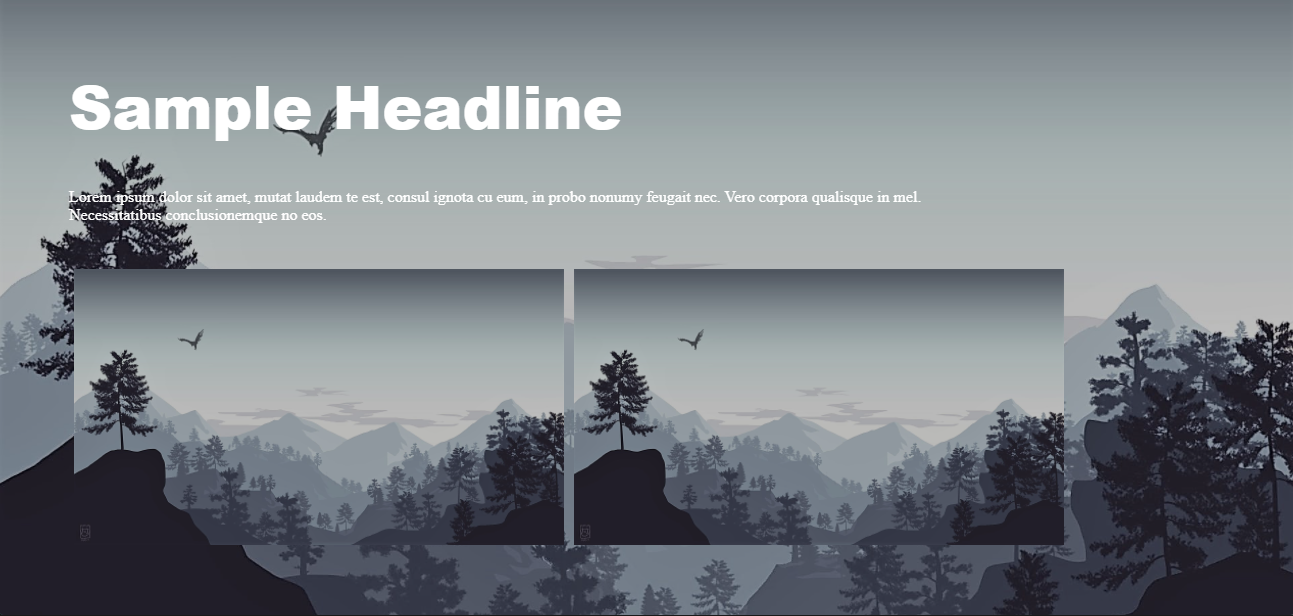 Sample Headline
Lorem ipsum dolor sit amet, mutat laudem te est, consul ignota cu eum, in probo nonumy feugait nec. Vero corpora qualisque in mel.
Necessitatibus conclusionemque no eos.